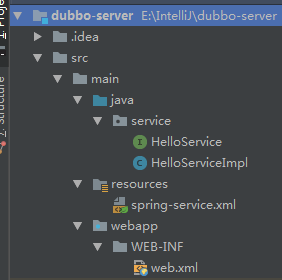 dubbo-server E:\IntelliJ\dubbo-server
.idea
src
main
java
service
HelloService
HelloServiceImpl
resources
spring-service.xml
webapp
WEB-INF
web.xml
Structure